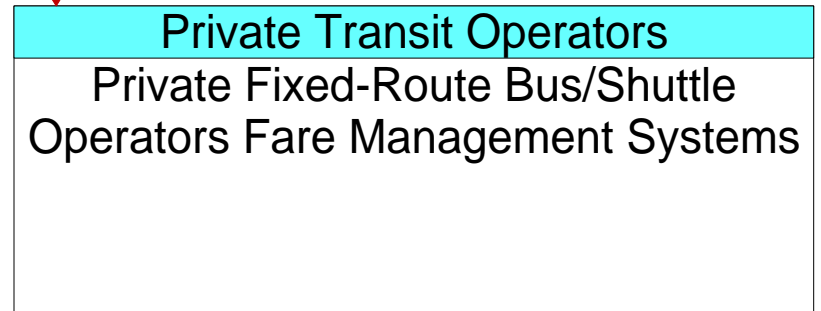 Private Transit Operators
Private Fixed-Route Bus/Shuttle
Operators Fare Management Systems